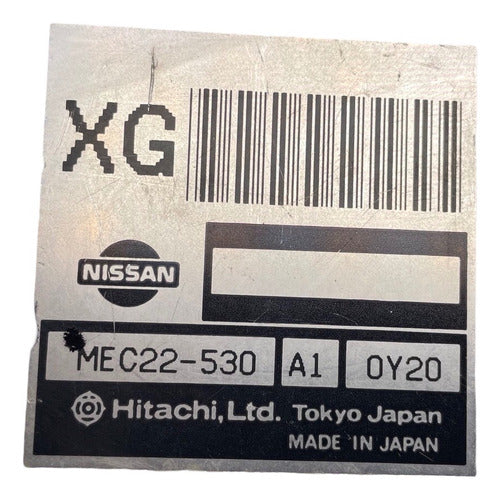 XG
NISSAN
MEC22-530 A1 0Y20
Hitachi, Ltd. Tokyo Japan
MADE IN JAPAN